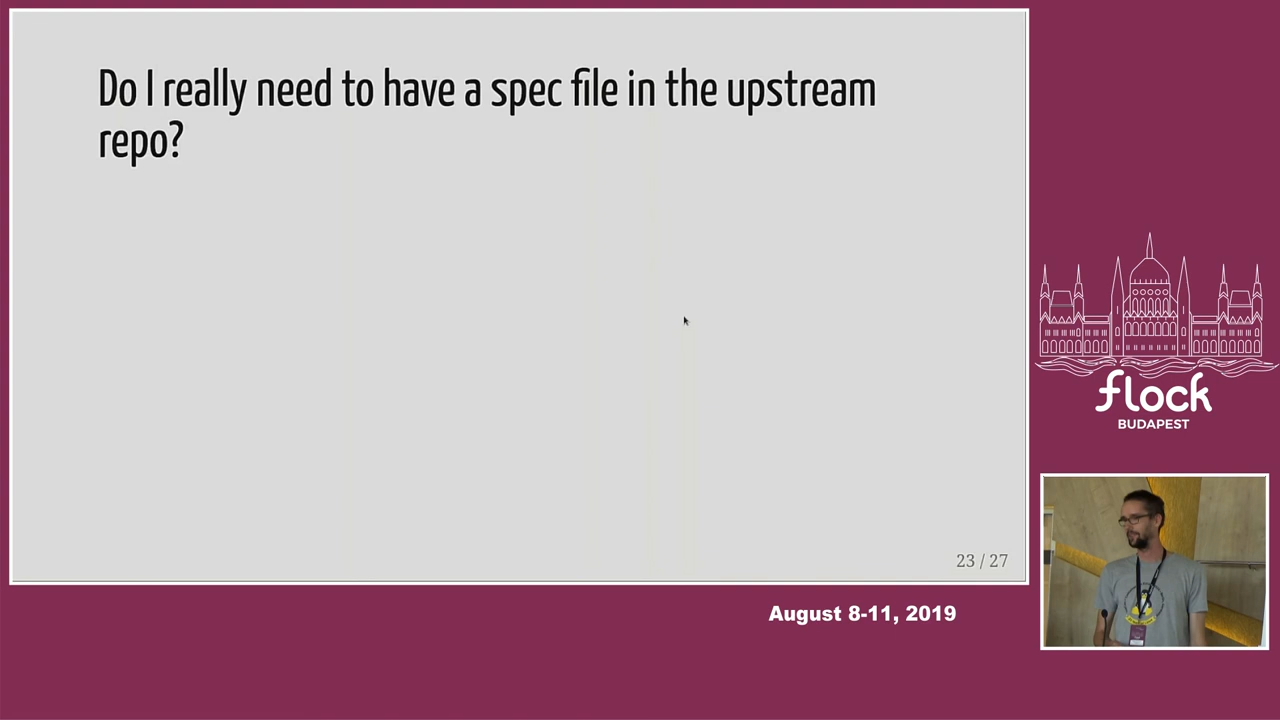 Do I really need to have a spec file in the upstream
repo?
23 / 27
flock
BUDAPEST
August 8-11, 2019